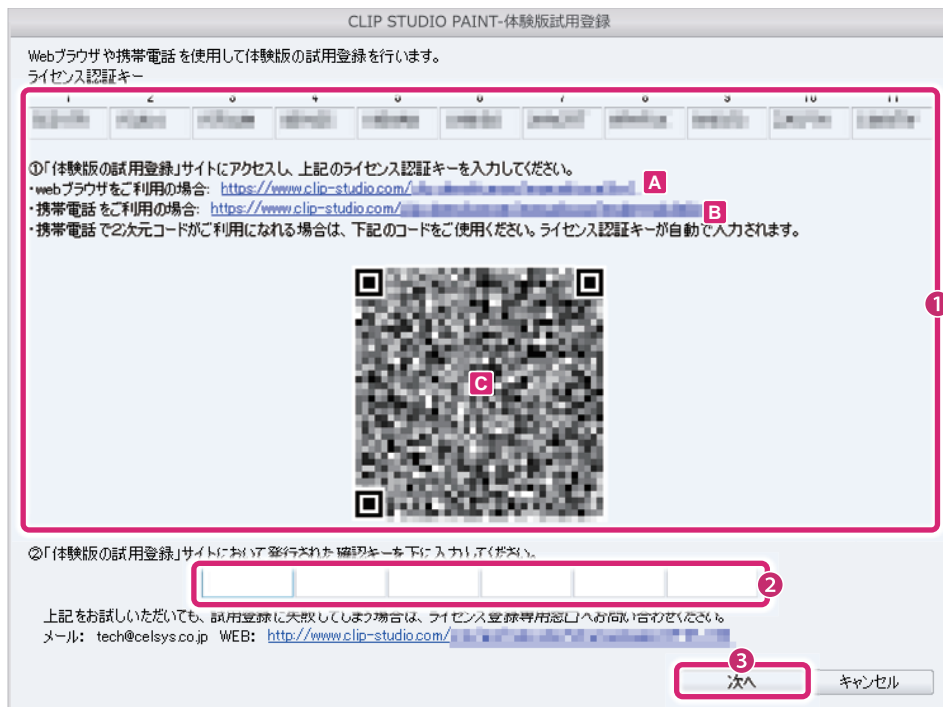 CLIP STUDIO PAINT-体験版試用登録
Webブラウザや携帯電話を使用して体験版の試用登録を行います。
ライセンス認証キー
1 2 3 4 5 6 7 8 9 10 11
①「体験版の試用登録」サイトにアクセスし、上記のライセンス認証キーを入力してください。
・webブラウザをご利用の場合: https://www.clip-studio.com/ A
・携帯電話をご利用の場合: https://www.clip-studio.com/ B
・携帯電話で2次元コードがご利用になれる場合は、下記のコードをご使用ください。ライセンス認証キーが自動で入力されます。
1
C
②「体験版の試用登録」サイトにおいて発行された確認キーを下に入力してください。
2
上記をお試しいただいても、試用登録に失敗してしまう場合は、ライセンス登録専用窓口へお問い合わせください。
メール: tech@celsys.co.jp WEB: http://www.clip-studio.com/
3
次へ キャンセル